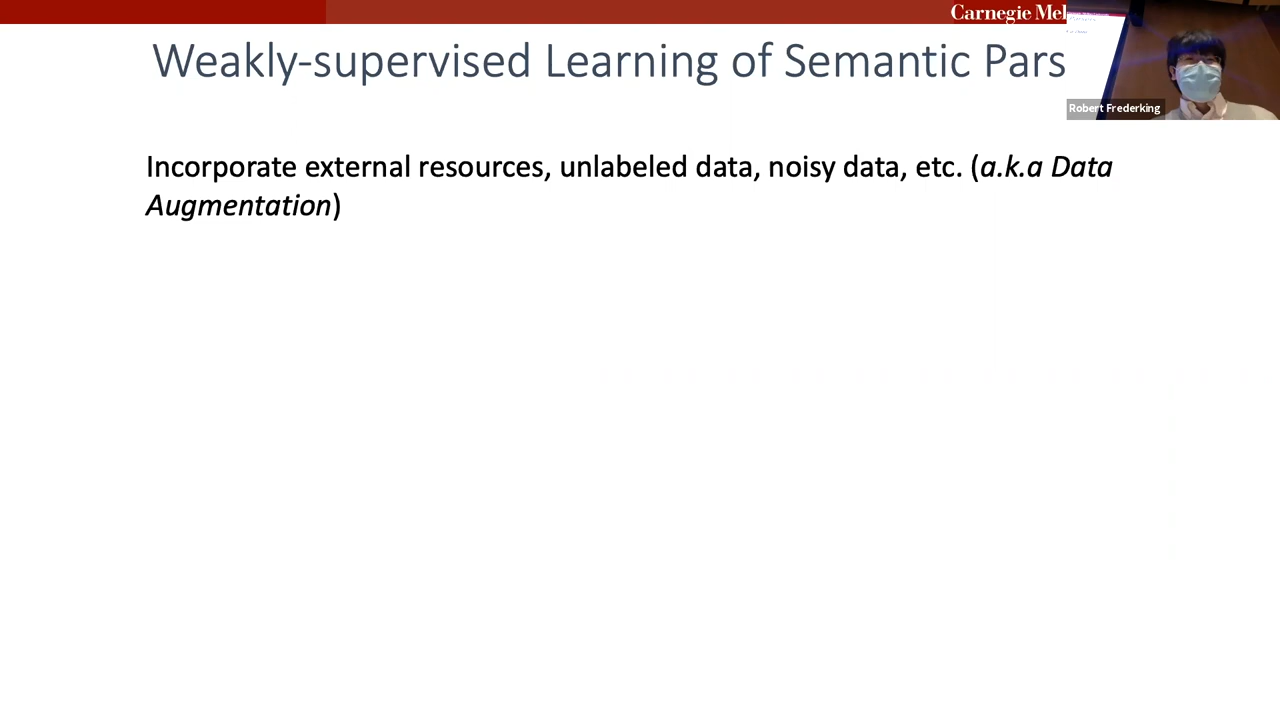 Carnegie Mel
Weakly-supervised Learning of Semantic Pars
Robert Frederking
Incorporate external resources, unlabeled data, noisy data, etc. (a.k.a Data
Augmentation)